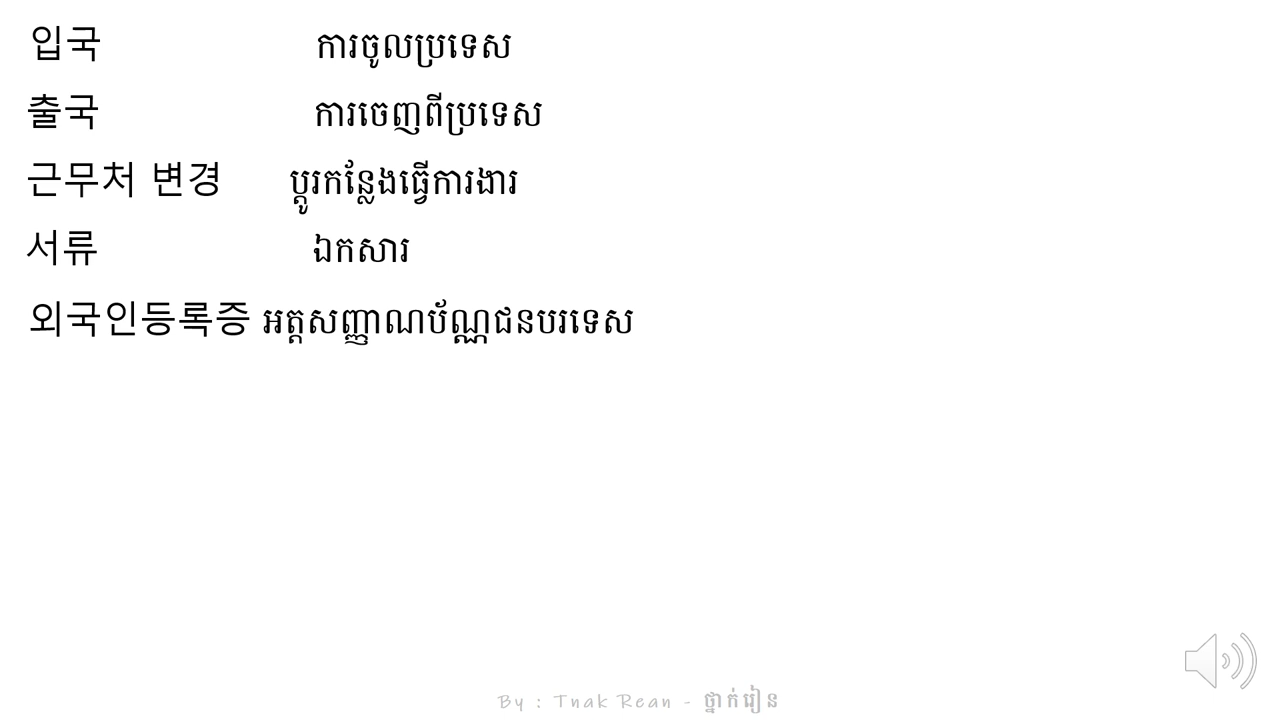 입국 ការចូលប្រទេស
출국 ការចេញពីប្រទេស
근무처 변경 ប្តូរកន្លែងធ្វើការងារ
서류 ឯកសារ
외국인등록증 អត្តសញ្ញាណប័ណ្ណជនបរទេស
By : Tnak Rean - ថ្នាក់រៀន